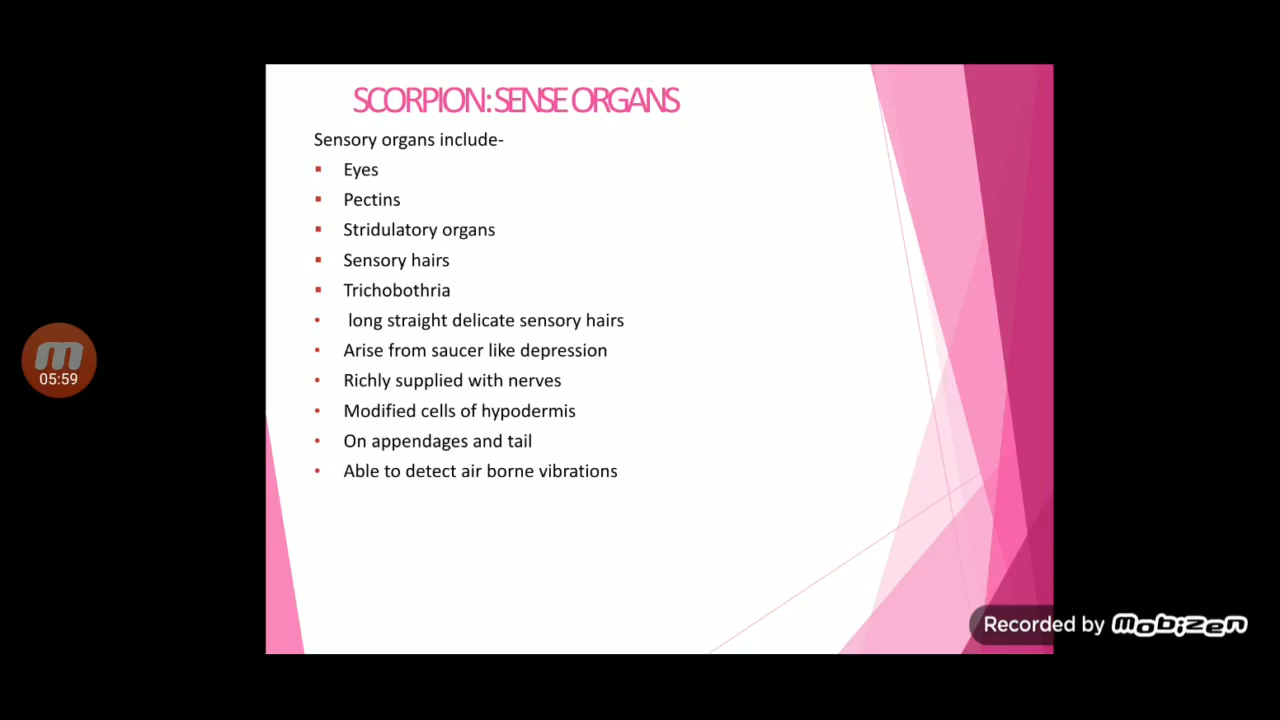 SCORPION: SENSE ORGANS
Sensory organs include-
Eyes
Pectins
Stridulatory organs
Sensory hairs
Trichobothria
long straight delicate sensory hairs
Arise from saucer like depression
Richly supplied with nerves
Modified cells of hypodermis
On appendages and tail
Able to detect air borne vibrations
m
05:59
Recorded by mobizen